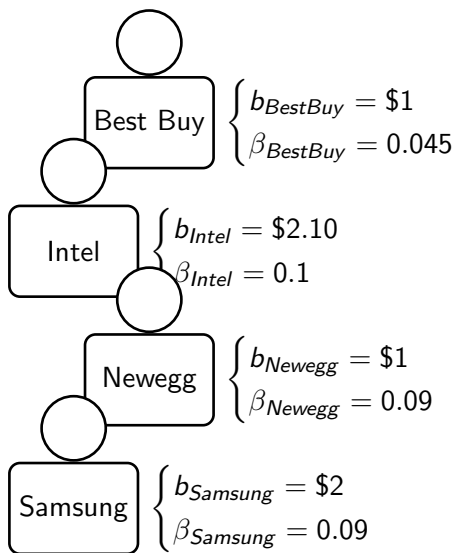 Best Buy
b_BestBuy = $1
β_BestBuy = 0.045
Intel
b_Intel = $2.10
β_Intel = 0.1
Newegg
b_Newegg = $1
β_Newegg = 0.09
Samsung
b_Samsung = $2
β_Samsung = 0.09